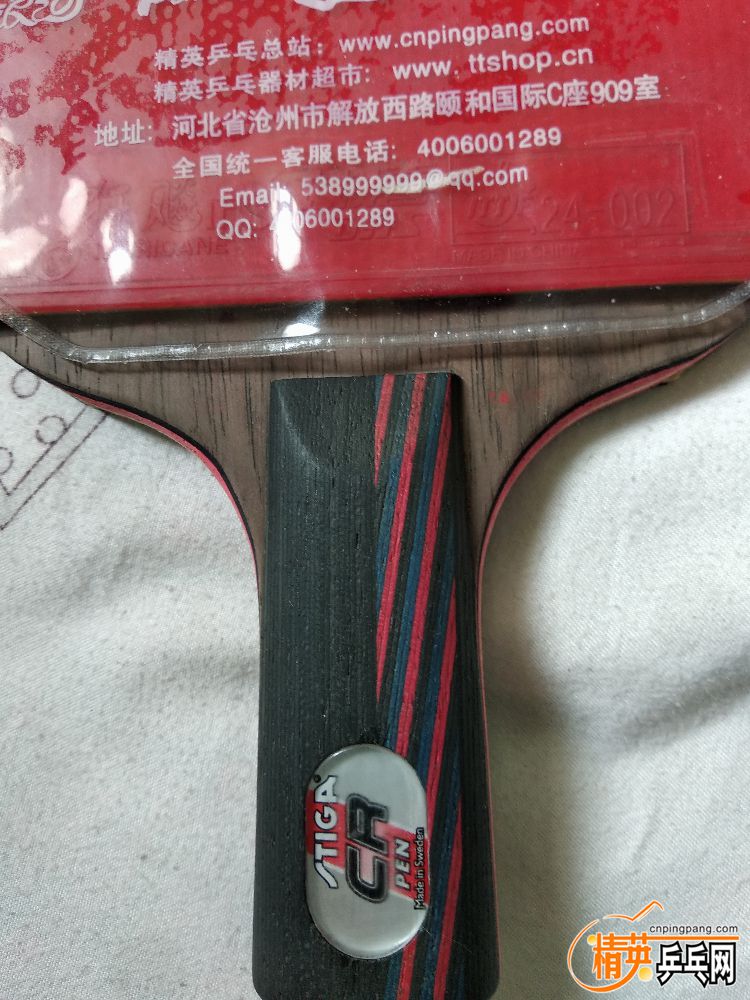 精英乒乓总站: www.cnpingpang.com
精英乒乓器材超市: www.ttshop.cn
地址: 河北省沧州市解放西路颐和国际C座909室
全国统一客服电话: 4006001289
Email: 538999999@qq.com
QQ: 4006001289
24-002
MADE IN CHINA
STIGA
CR
PEN
Made in Sweden
cnpingpang.com
精英乒乓网